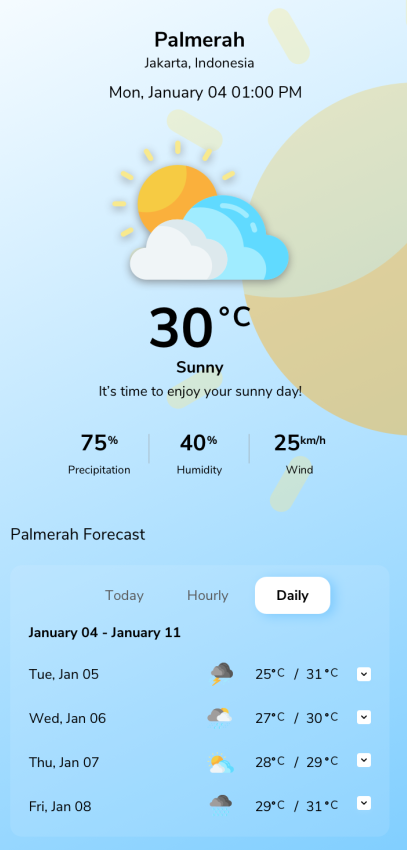 Palmerah
Jakarta, Indonesia
Mon, January 04 01:00 PM
30°C
Sunny
It's time to enjoy your sunny day!
75% 40% 25km/h
Precipitation Humidity Wind
Palmerah Forecast
Today Hourly Daily
January 04 - January 11
Tue, Jan 05 25°C / 31°C
Wed, Jan 06 27°C / 30°C
Thu, Jan 07 28°C / 29°C
Fri, Jan 08 29°C / 31°C